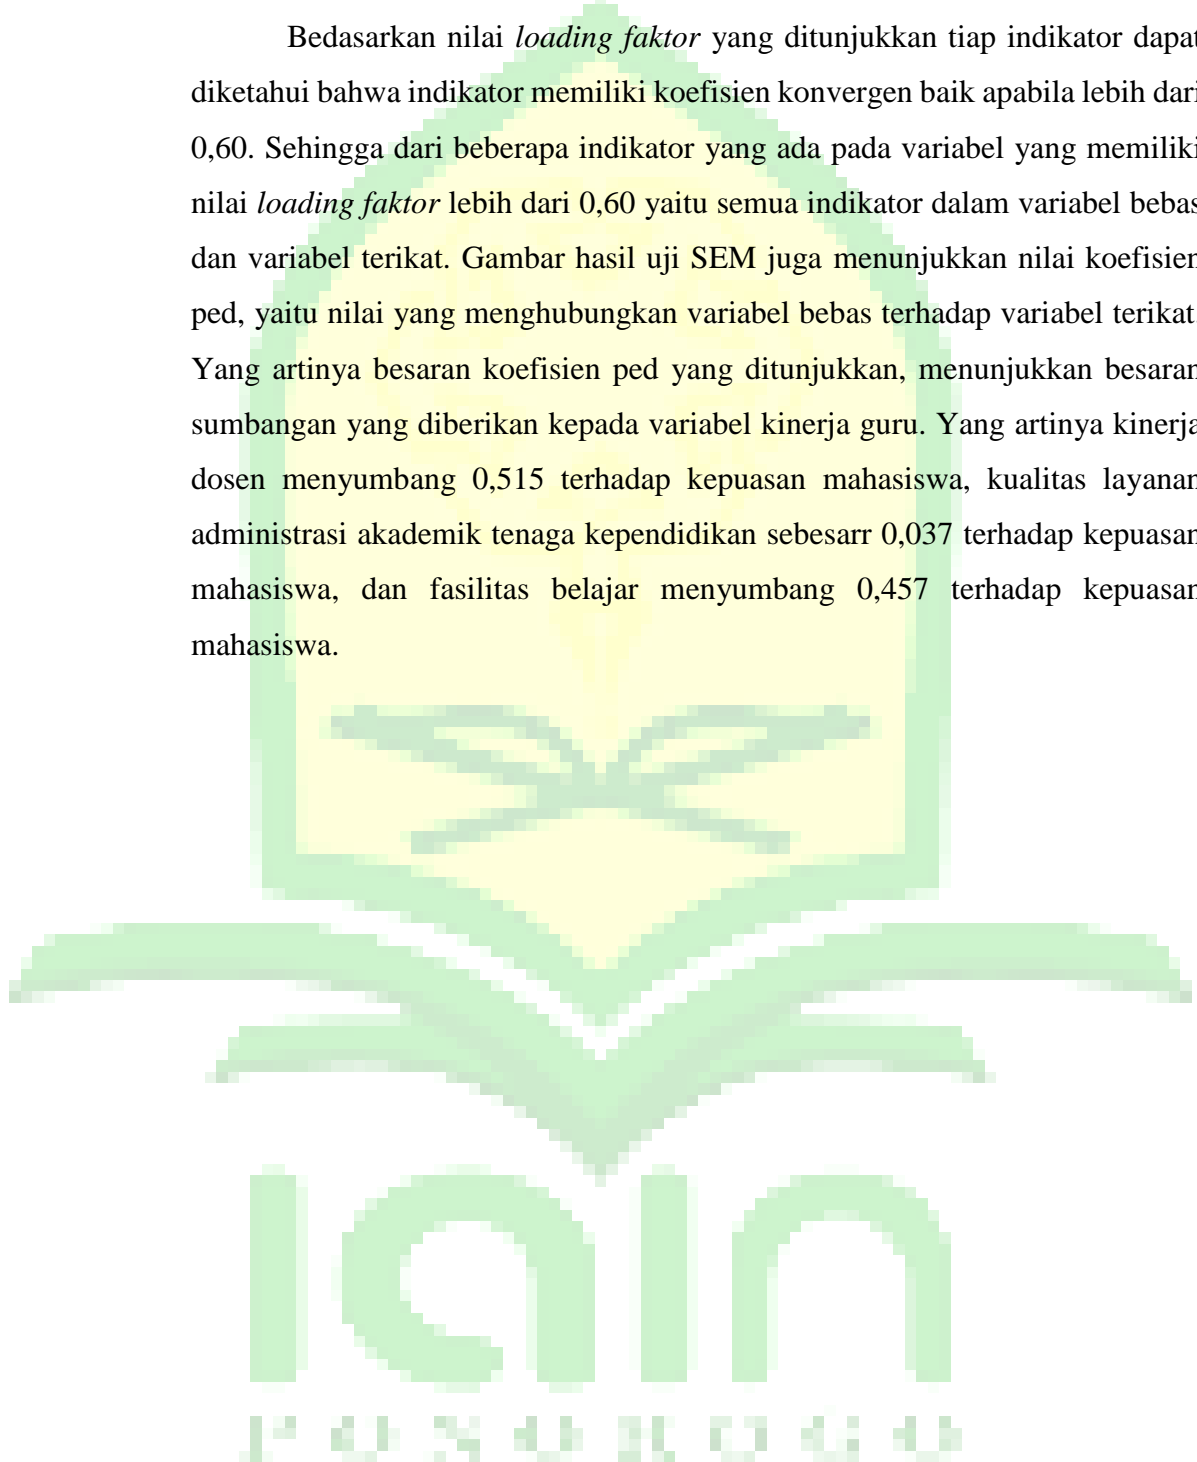 Bedasarkan nilai loading faktor yang ditunjukkan tiap indikator dapat
diketahui bahwa indikator memiliki koefisien konvergen baik apabila lebih dari
0,60. Sehingga dari beberapa indikator yang ada pada variabel yang memiliki
nilai loading faktor lebih dari 0,60 yaitu semua indikator dalam variabel bebas
dan variabel terikat. Gambar hasil uji SEM juga menunjukkan nilai koefisien
ped, yaitu nilai yang menghubungkan variabel bebas terhadap variabel terikat.
Yang artinya besaran koefisien ped yang ditunjukkan, menunjukkan besaran
sumbangan yang diberikan kepada variabel kinerja guru. Yang artinya kinerja
dosen menyumbang 0,515 terhadap kepuasan mahasiswa, kualitas layanan
administrasi akademik tenaga kependidikan sebesarr 0,037 terhadap kepuasan
mahasiswa, dan fasilitas belajar menyumbang 0,457 terhadap kepuasan
mahasiswa.
iain
PONOROGO